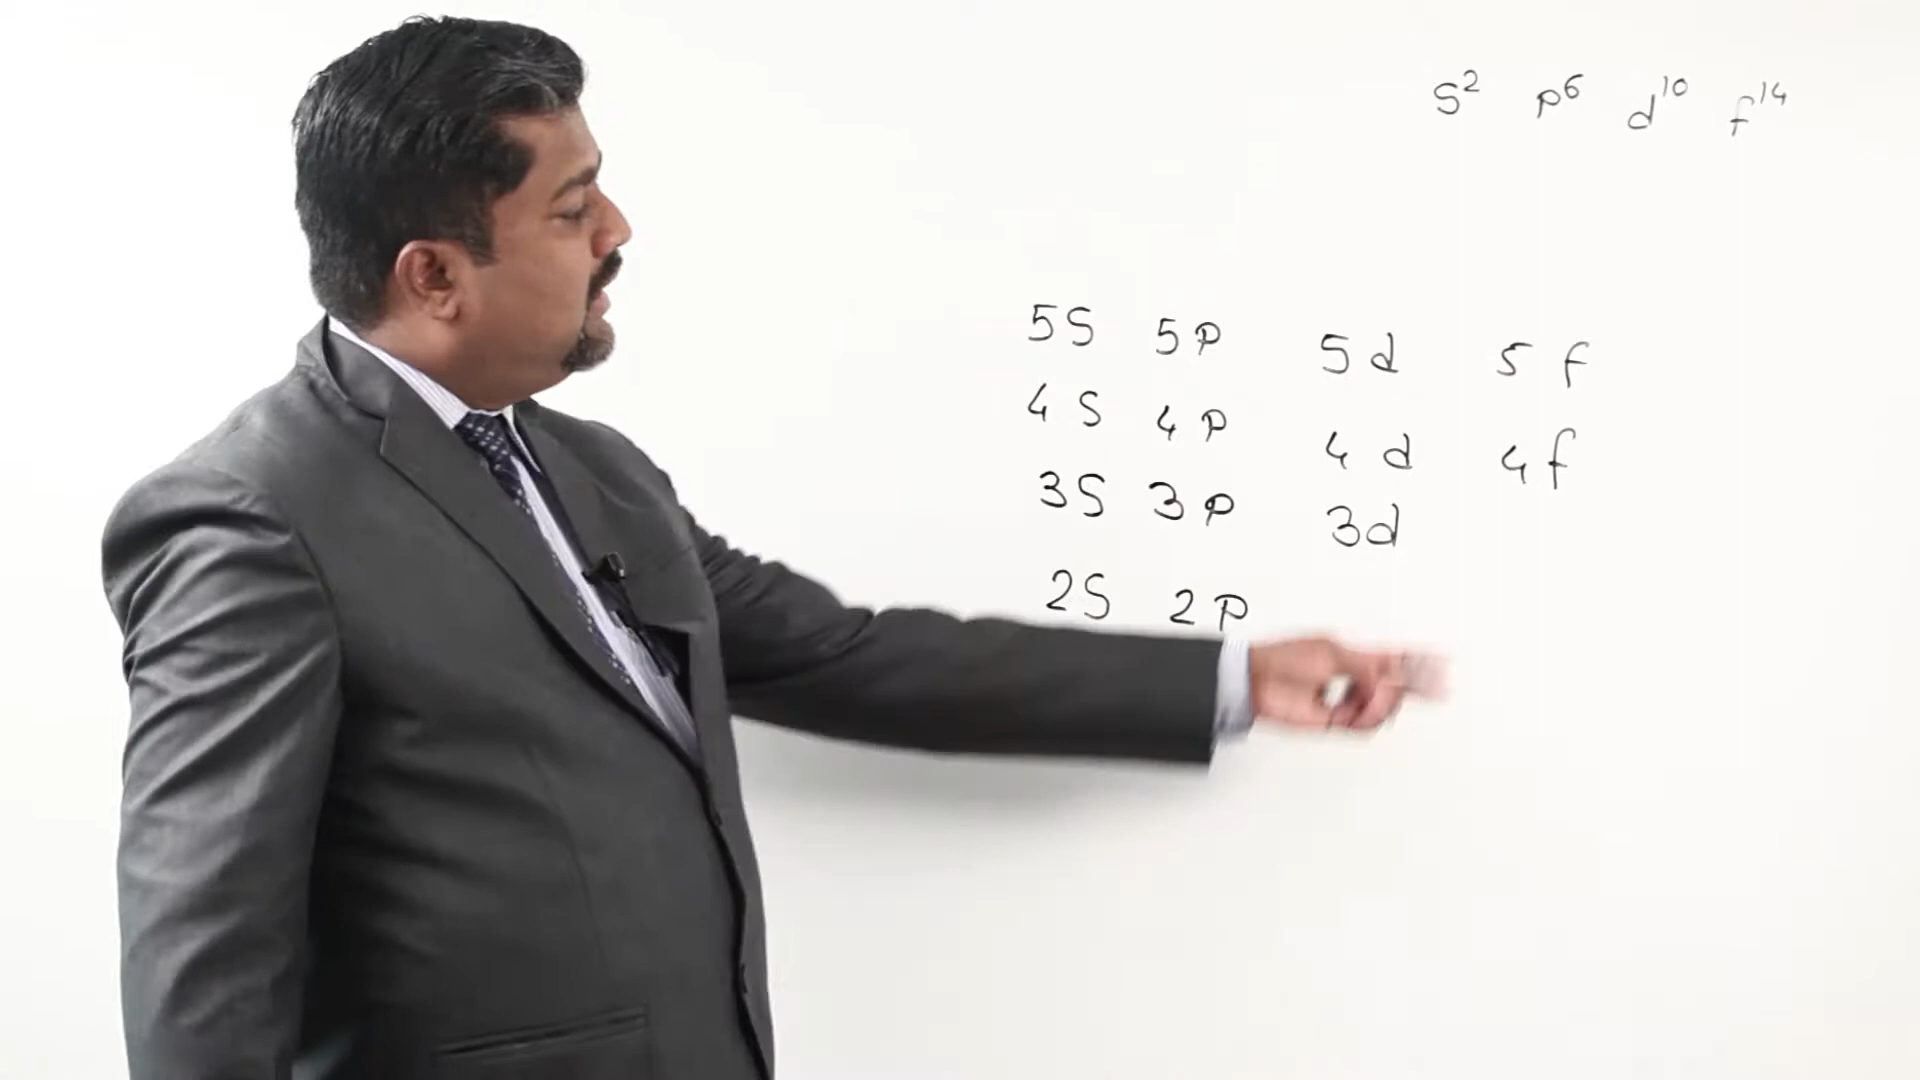 S² p⁶ d¹⁰ f¹⁴
5S 5p 5d 5f
4S 4p 4d 4f
3S 3p 3d
2S 2p